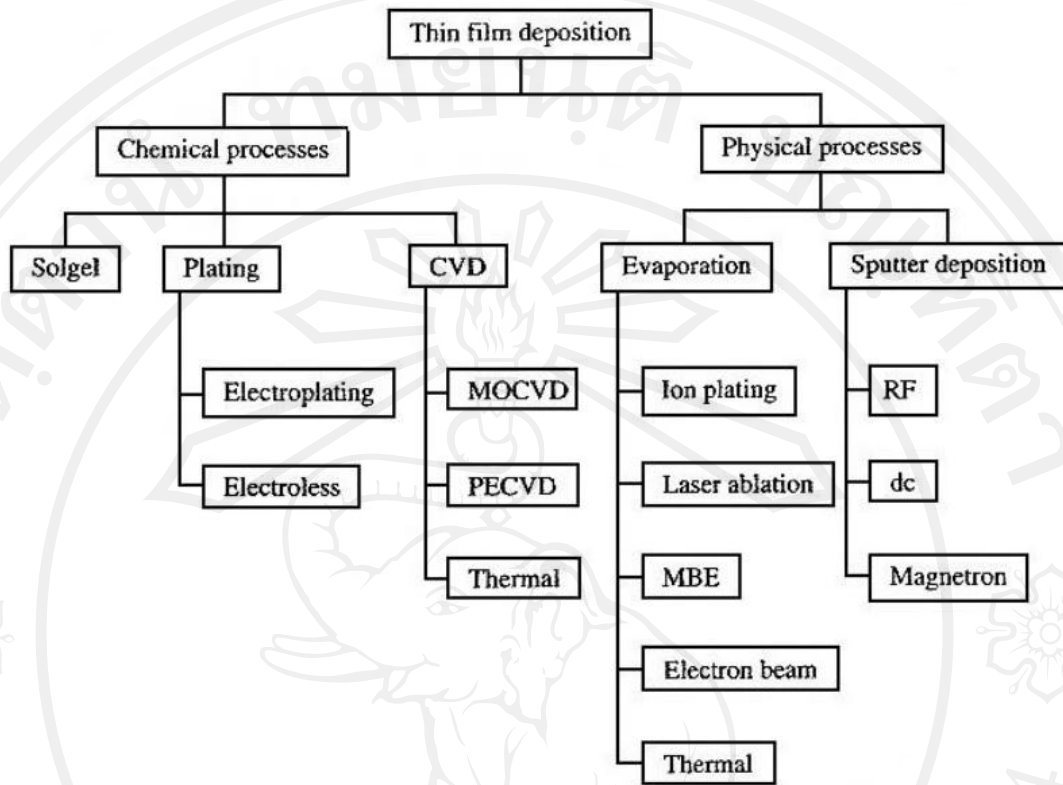 Thin film deposition
Chemical processes
Physical processes
Solgel
Plating
CVD
Evaporation
Sputter deposition
Electroplating
MOCVD
Ion plating
RF
Electroless
PECVD
Laser ablation
dc
Thermal
MBE
Magnetron
Electron beam
Thermal